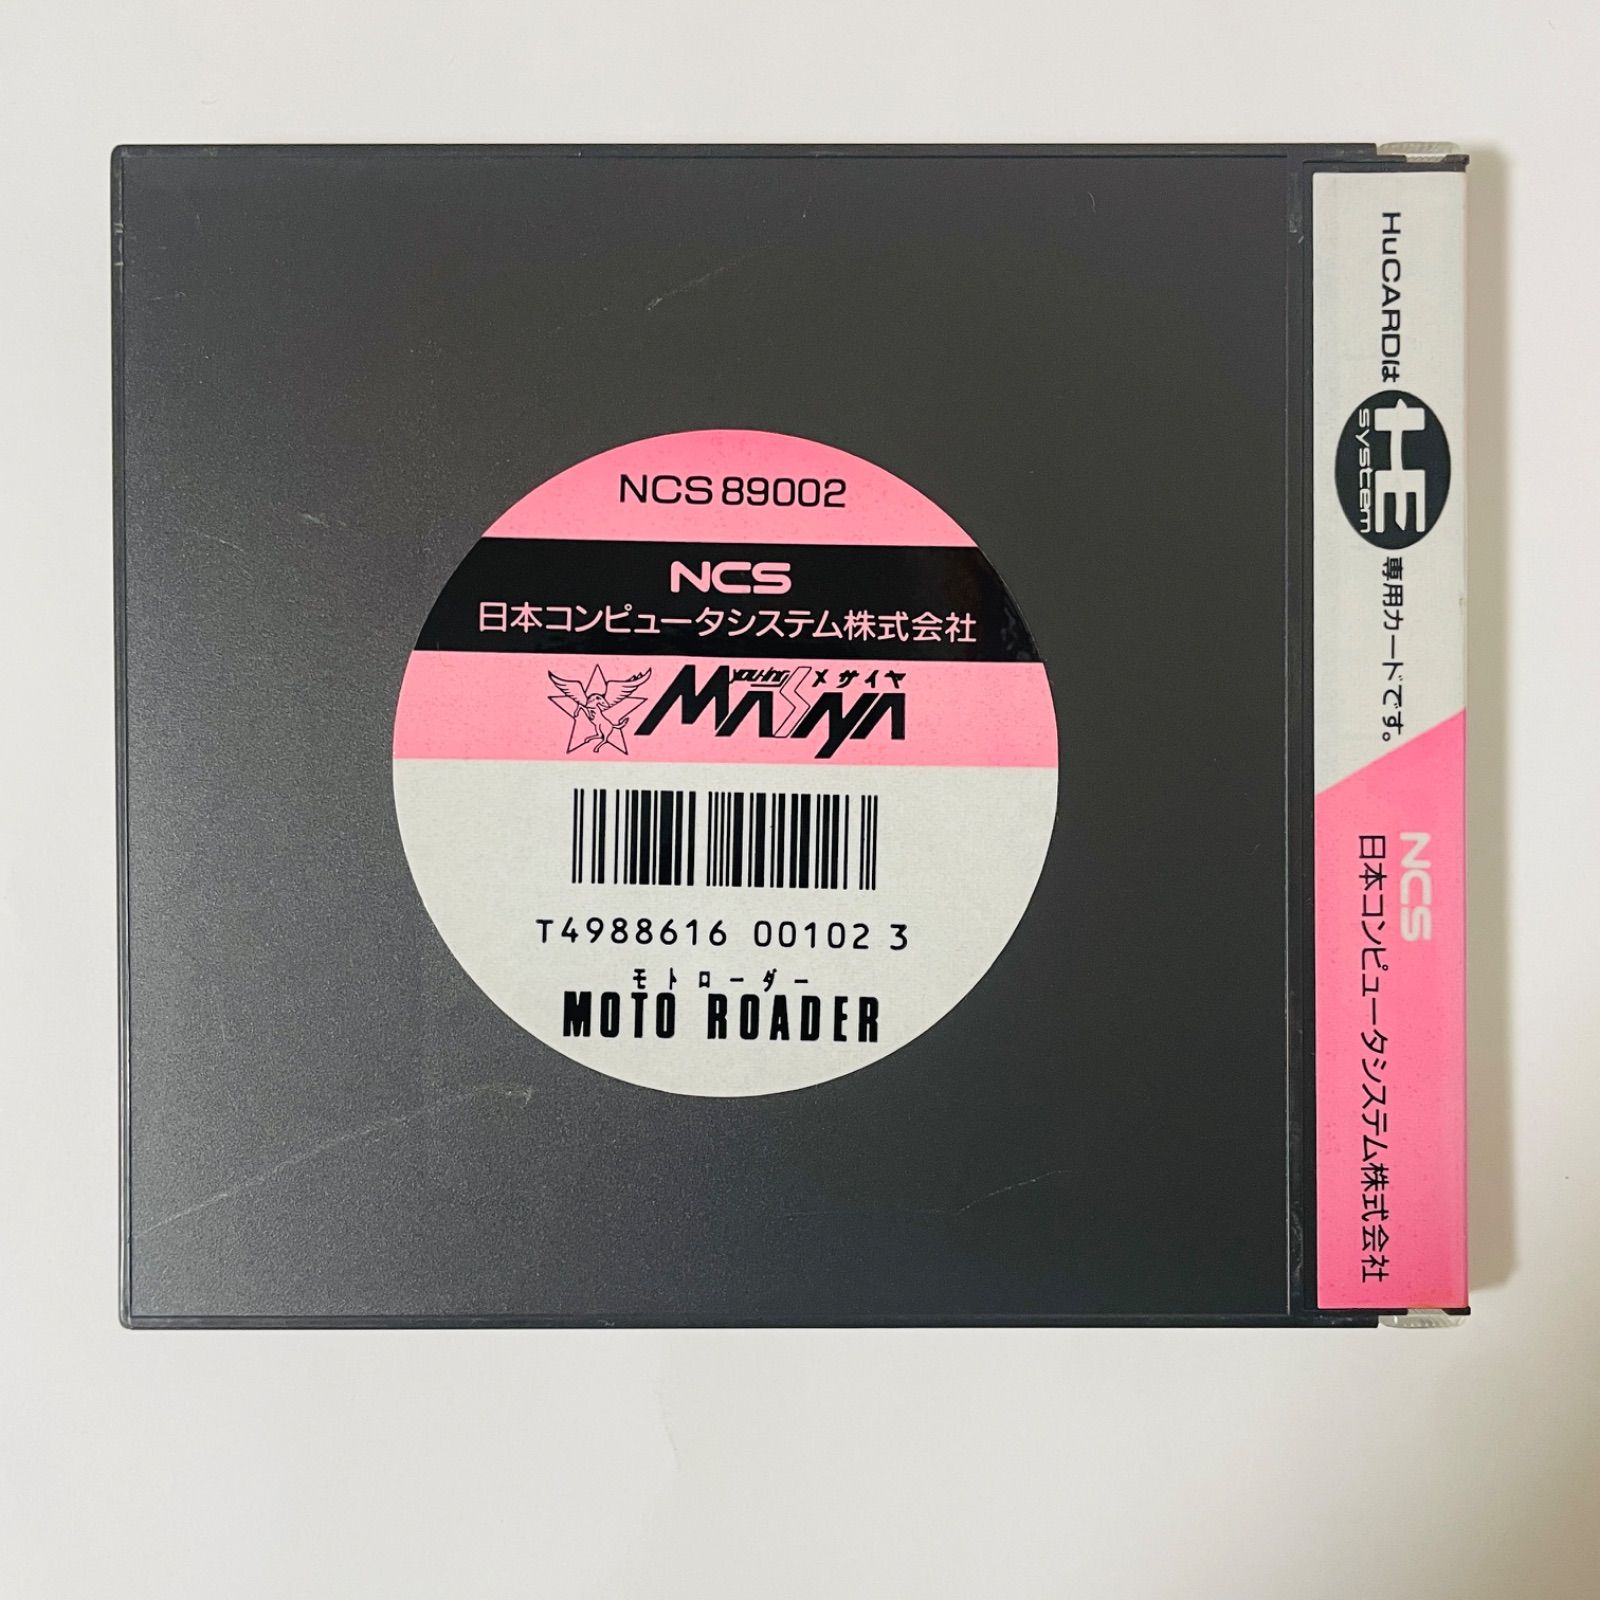 NCS 89002
NCS
日本コンピュータシステム株式会社
メサイヤ
MASAYA
T4988616 00102 3
モトローダー
MOTO ROADER
HuCARDは
HE
system
専用カードです。
NCS
日本コンピュータシステム株式会社